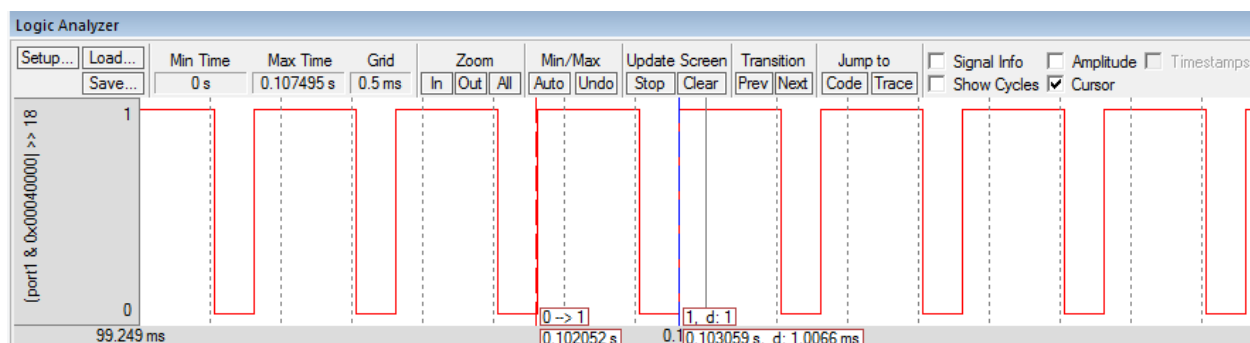 Logic Analyzer
Setup... Load... Min Time Max Time Grid Zoom Min/Max Update Screen Transition Jump to Signal Info Amplitude Timestamps
Save... 0 s 0.107495 s 0.5 ms In Out All Auto Undo Stop Clear Prev Next Code Trace Show Cycles Cursor
1
(port1 & 0x00040000) >> 18
0
0 --> 1 1, d: 1
99.249 ms 0.102052 s 0.1 0.103059 s, d: 1.0066 ms